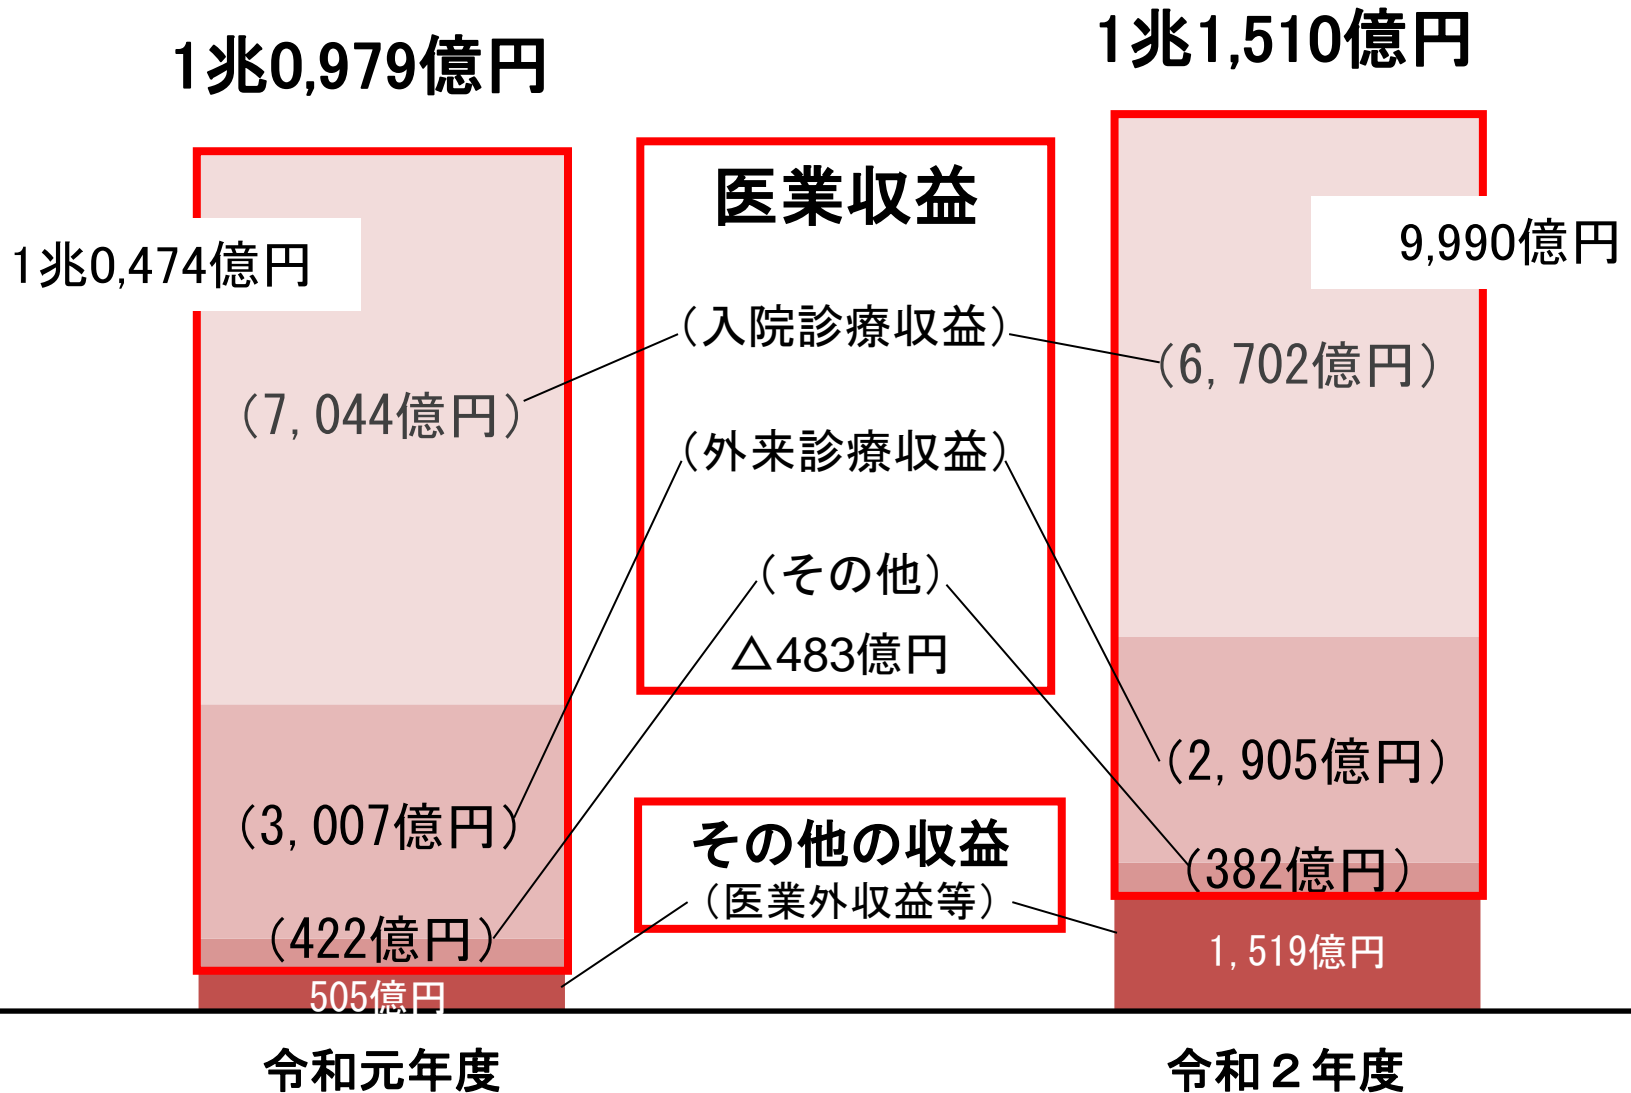 1兆0,979億円
1兆1,510億円
医業収益
1兆0,474億円
9,990億円
（入院診療収益）
（7，044億円）
（6，702億円）
（外来診療収益）
（その他）
△483億円
（3，007億円）
（2，905億円）
（422億円）
（382億円）
その他の収益
（医業外収益等）
505億円
1，519億円
令和元年度
令和２年度